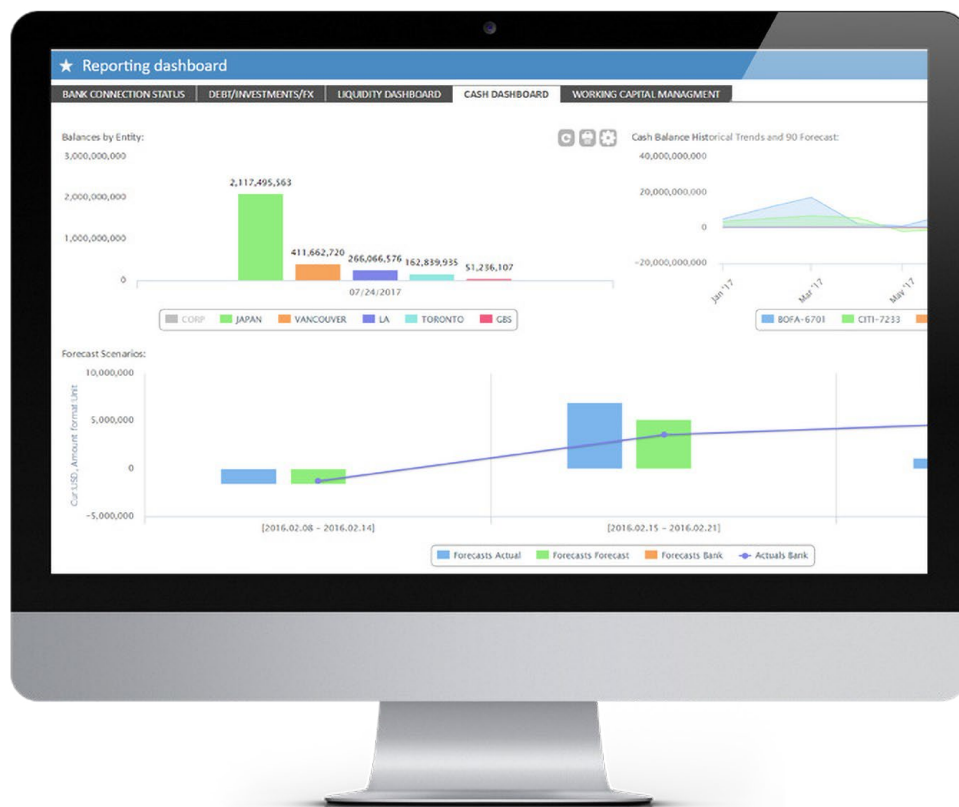 ★ Reporting dashboard
BANK CONNECTION STATUS
DEBT/INVESTMENTS/FX
LIQUIDITY DASHBOARD
CASH DASHBOARD
WORKING CAPITAL MANAGMENT
Balances by Entity:
3,000,000,000
2,000,000,000
1,000,000,000
0
2,117,495,563
411,662,720
266,066,576
162,839,935
51,236,107
07/24/2017
CORP
JAPAN
VANCOUVER
LA
TORONTO
GBS
Cash Balance Historical Trends and 90 Forecast:
40,000,000,000
20,000,000,000
0
-20,000,000,000
Jan '17
Mar '17
May '17
BOFA-6701
CITI-7233
Forecast Scenarios:
Cur:USD, Amount format:Unit
10,000,000
5,000,000
0
-5,000,000
[2016.02.08 - 2016.02.14]
[2016.02.15 - 2016.02.21]
Forecasts Actual
Forecasts Forecast
Forecasts Bank
Actuals Bank